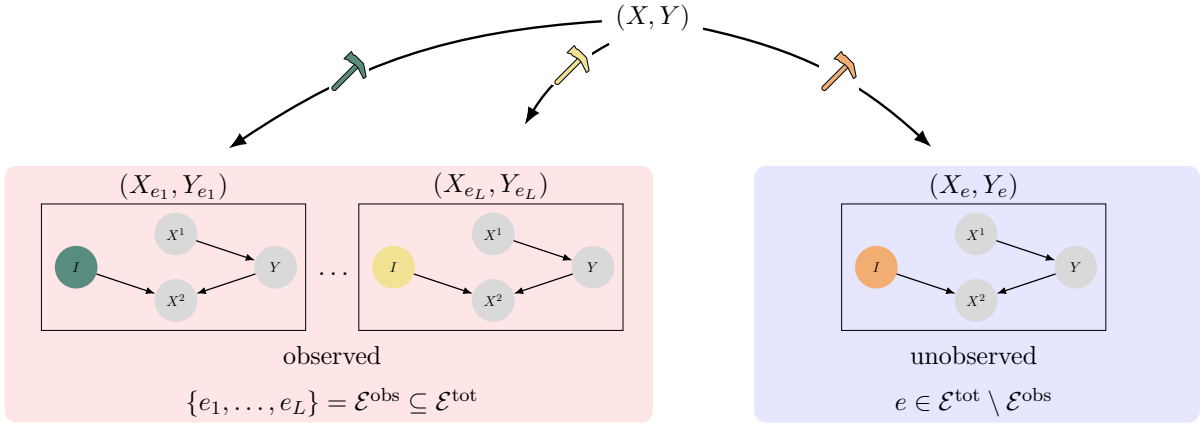 (X, Y)
(X_{e_1}, Y_{e_1})
I
X^1
X^2
Y
...
(X_{e_L}, Y_{e_L})
I
X^1
X^2
Y
observed
{e_1, ..., e_L} = ℰ^{obs} ⊆ ℰ^{tot}
(X_e, Y_e)
I
X^1
X^2
Y
unobserved
e ∈ ℰ^{tot} \ ℰ^{obs}